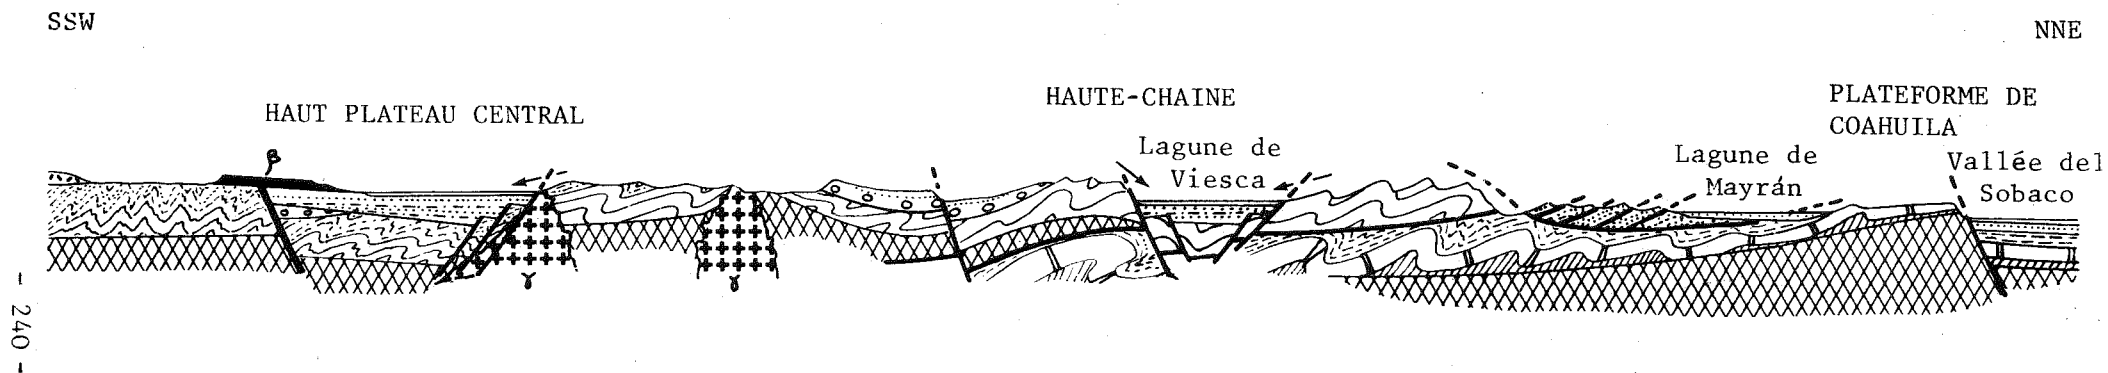 SSW
NNE
HAUT PLATEAU CENTRAL
HAUTE-CHAINE
PLATEFORME DE
COAHUILA
Lagune de
Viesca
Lagune de
Mayrán
Vallée del
Sobaco
β
γ
γ
- 240 -